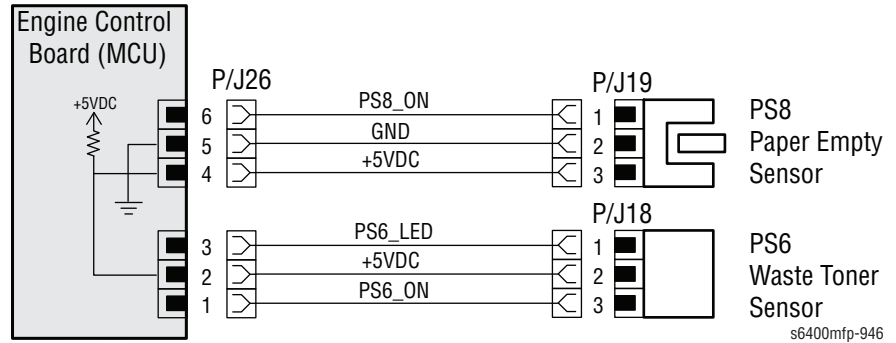 Engine Control
Board (MCU)
P/J26
P/J19
+5VDC
6
PS8_ON
1
PS8
5
GND
2
Paper Empty
4
+5VDC
3
Sensor
P/J18
3
PS6_LED
1
PS6
2
+5VDC
2
Waste Toner
1
PS6_ON
3
Sensor
s6400mfp-946